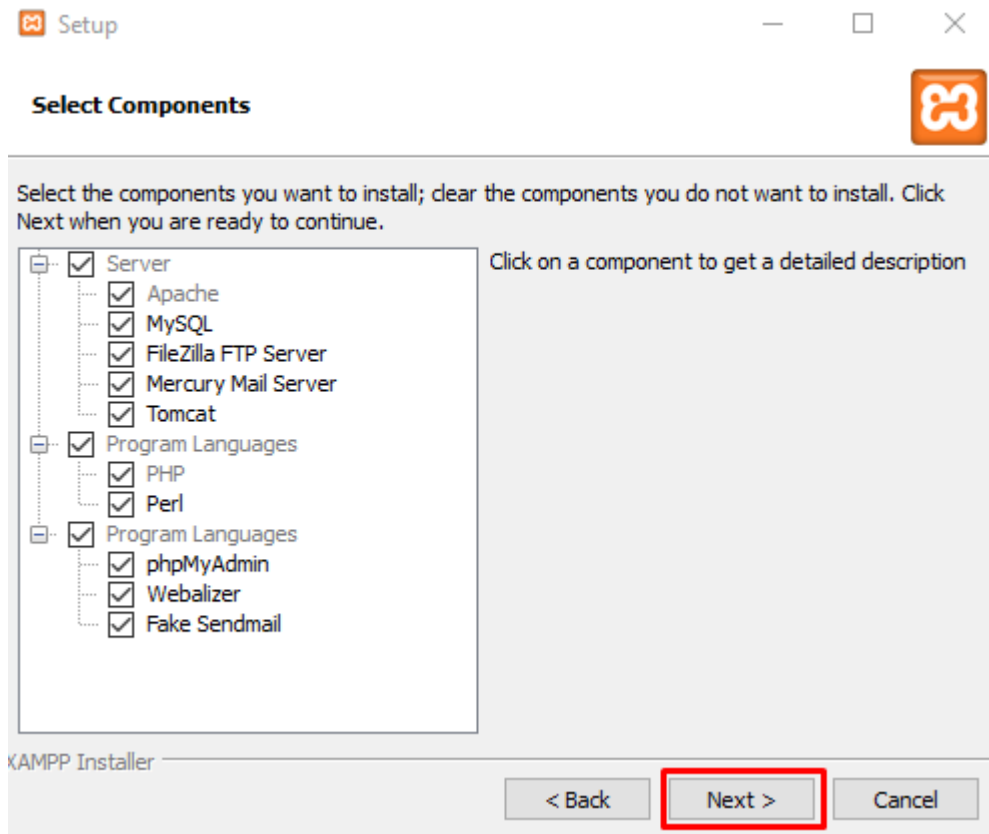 Setup
Select Components
Select the components you want to install; clear the components you do not want to install. Click
Next when you are ready to continue.
Server
Apache
MySQL
FileZilla FTP Server
Mercury Mail Server
Tomcat
Program Languages
PHP
Perl
Program Languages
phpMyAdmin
Webalizer
Fake Sendmail
Click on a component to get a detailed description
XAMPP Installer
< Back
Next >
Cancel